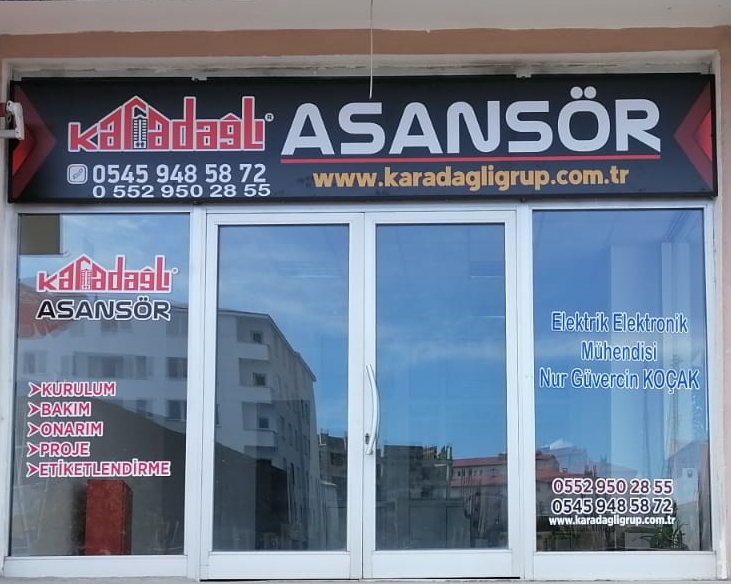 Karadağlı® ASANSÖR
0545 948 58 72
0 552 950 28 55
www.karadagligrup.com.tr
Karadağlı®
ASANSÖR
KURULUM
BAKIM
ONARIM
PROJE
ETİKETLENDİRME
Elektrik Elektronik
Mühendisi
Nur Güvercin KOÇAK
0552 950 28 55
0545 948 58 72
www.karadagligrup.com.tr